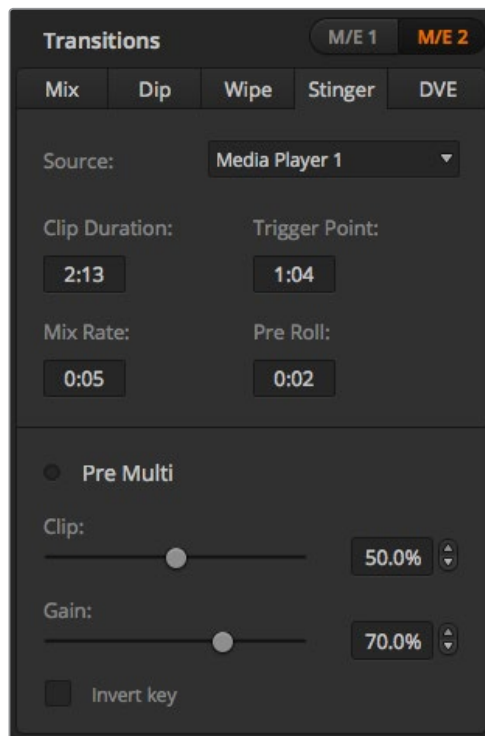 Transitions M/E 1 M/E 2
Mix Dip Wipe Stinger DVE
Source: Media Player 1
Clip Duration: Trigger Point:
2:13 1:04
Mix Rate: Pre Roll:
0:05 0:02
Pre Multi
Clip:
50.0%
Gain:
70.0%
Invert key